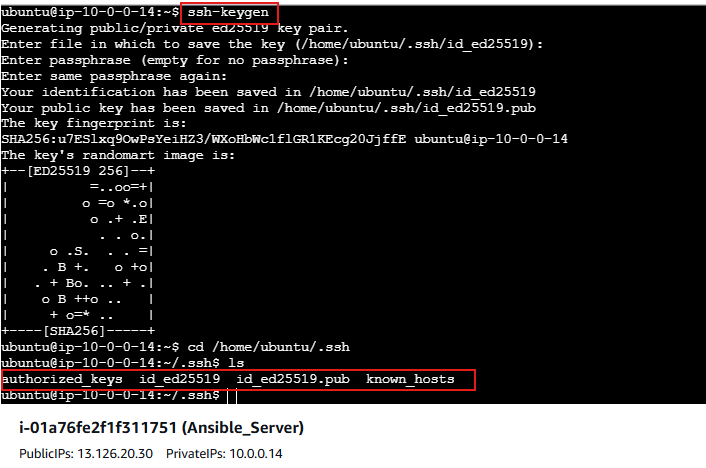 ubuntu@ip-10-0-0-14:~$ ssh-keygen
Generating public/private ed25519 key pair.
Enter file in which to save the key (/home/ubuntu/.ssh/id_ed25519):
Enter passphrase (empty for no passphrase):
Enter same passphrase again:
Your identification has been saved in /home/ubuntu/.ssh/id_ed25519
Your public key has been saved in /home/ubuntu/.ssh/id_ed25519.pub
The key fingerprint is:
SHA256:u7ESlxq9OwPsYeiHZ3/WXoHbWc1flGR1KEcg20JjffE ubuntu@ip-10-0-0-14
The key's randomart image is:
+--[ED25519 256]--+
|          =..oo=+|
|         o =o *.o|
|          o .+ .E|
|           . . o.|
|     o .S.  . . =|
|    . B +.   o +o|
|   . + Bo. .. + .|
|    o B ++o ..   |
|     + o=* ..    |
+----[SHA256]-----+
ubuntu@ip-10-0-0-14:~$ cd /home/ubuntu/.ssh
ubuntu@ip-10-0-0-14:~/.ssh$ ls
authorized_keys  id_ed25519  id_ed25519.pub  known_hosts
ubuntu@ip-10-0-0-14:~/.ssh$
i-01a76fe2f1f311751 (Ansible_Server)
PublicIPs: 13.126.20.30 PrivateIPs: 10.0.0.14